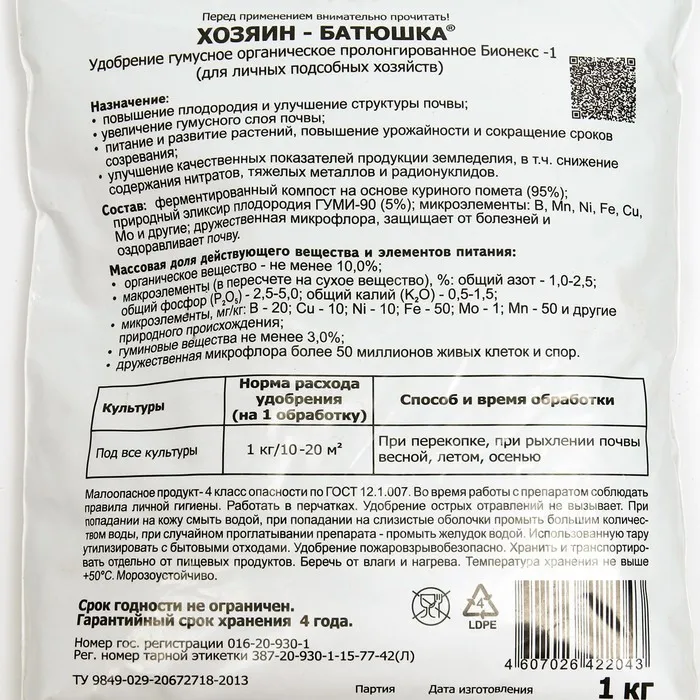 Перед применением внимательно прочитать!
ХОЗЯИН - БАТЮШКА®
Удобрение гумусное органическое пролонгированное Бионекс -1
(для личных подсобных хозяйств)
Назначение:
• повышение плодородия и улучшение структуры почвы;
• увеличение гумусного слоя почвы;
• питание и развитие растений, повышение урожайности и сокращение сроков
созревания;
• улучшение качественных показателей продукции земледелия, в т.ч. снижение
содержания нитратов, тяжелых металлов и радионуклидов.
Состав: ферментированный компост на основе куриного помета (95%);
природный эликсир плодородия ГУМИ-90 (5%); микроэлементы: B, Mn, Ni, Fe, Cu,
Mo и другие; дружественная микрофлора, защищает от болезней и
оздоравливает почву.
Массовая доля действующего вещества и элементов питания:
• органическое вещество - не менее 10,0%;
• макроэлементы (в пересчете на сухое вещество), %: общий азот - 1,0-2,5;
общий фосфор (P₂O₅) - 2,5-5,0; общий калий (K₂O) - 0,5-1,5;
• микроэлементы, мг/кг: B - 20; Cu - 10; Ni - 10; Fe - 50; Mo - 1; Mn - 50 и другие
природного происхождения;
• гуминовые вещества не менее 3,0%;
• дружественная микрофлора более 50 миллионов живых клеток и спор.
Культуры
Норма расхода
удобрения
(на 1 обработку)
Способ и время обработки
Под все культуры
1 кг/10-20 м²
При перекопке, при рыхлении почвы
весной, летом, осенью
Малоопасное продукт- 4 класс опасности по ГОСТ 12.1.007. Во время работы с препаратом соблюдать
правила личной гигиены. Работать в перчатках. Удобрение острых отравлений не вызывает. При
попадании на кожу смыть водой, при попадании на слизистые оболочки промыть большим количес-
твом воды, при случайном проглатывании препарата - промыть желудок водой. Использованную тару
утилизировать с бытовыми отходами. Удобрение пожаровзрывобезопасно. Хранить и транспортиро-
вать отдельно от пищевых продуктов. Беречь от влаги и нагрева. Температура хранения не выше
+50°С. Морозоустойчиво.
Срок годности не ограничен.
Гарантийный срок хранения 4 года.
Номер гос. регистрации 016-20-930-1
Рег. номер тарной этикетки 387-20-930-1-15-77-42(Л)
ТУ 9849-029-20672718-2013
4
LDPE
4 607026 422043
Партия
Дата изготовления
1 кг